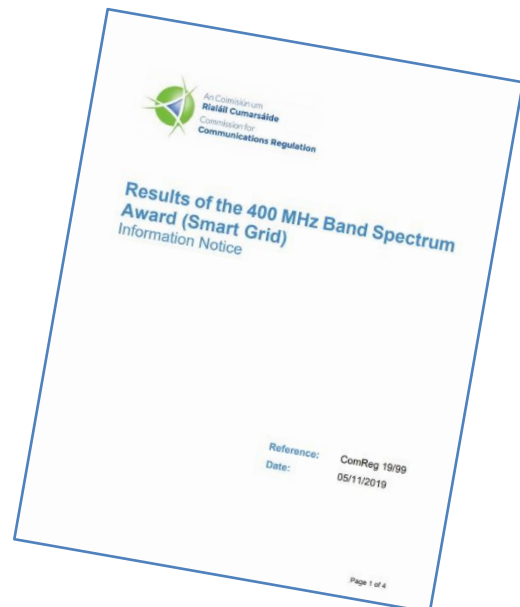 An Coimisiún um
Rialáil Cumarsáide
Commission for
Communications Regulation
Results of the 400 MHz Band Spectrum
Award (Smart Grid)
Information Notice
Reference: ComReg 19/99
Date: 05/11/2019
Page 1 of 4